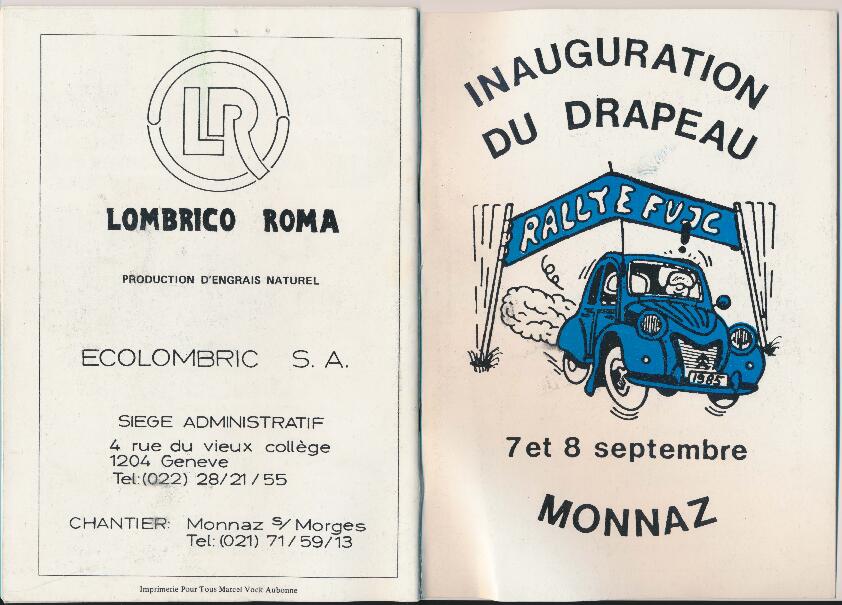 LR
LOMBRICO ROMA
PRODUCTION D'ENGRAIS NATUREL
ECOLOMBRIC S. A.
SIEGE ADMINISTRATIF
4 rue du vieux collège
1204 Geneve
Tel:(022) 28/21/55
CHANTIER: Monnaz s/Morges
Tel:(021) 71/59/13
Imprimerie Pour Tous Marcel Vock Aubonne
INAUGURATION
DU DRAPEAU
RALLYE FVJC
!
1985
7 et 8 septembre
MONNAZ